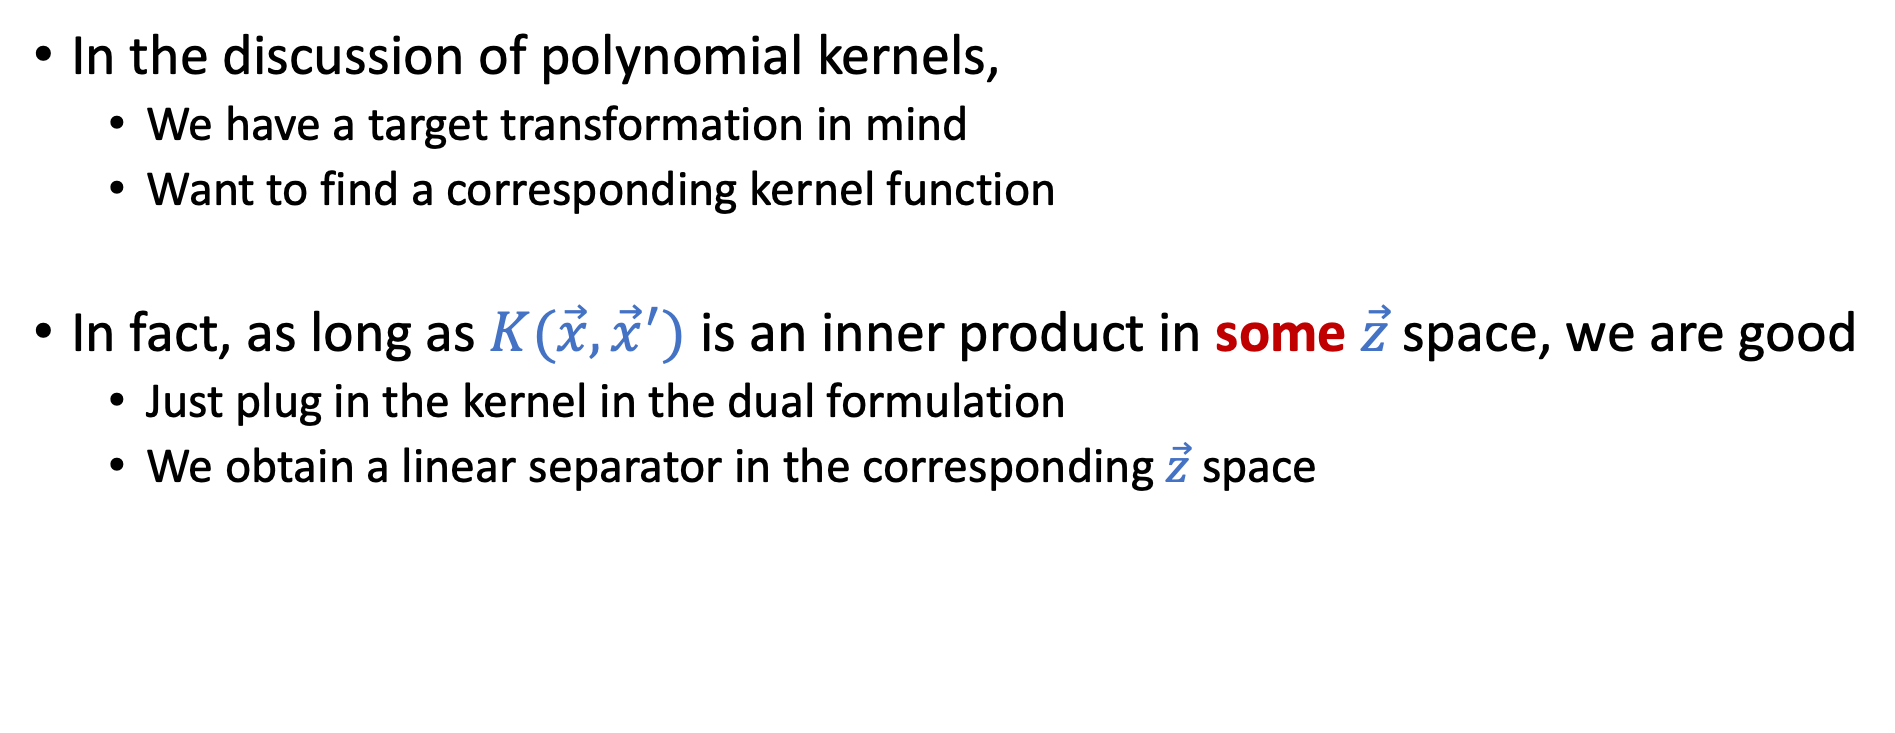 • In the discussion of polynomial kernels,
• We have a target transformation in mind
• Want to find a corresponding kernel function
• In fact, as long as K(x⃗, x⃗′) is an inner product in some z⃗ space, we are good
• Just plug in the kernel in the dual formulation
• We obtain a linear separator in the corresponding z⃗ space